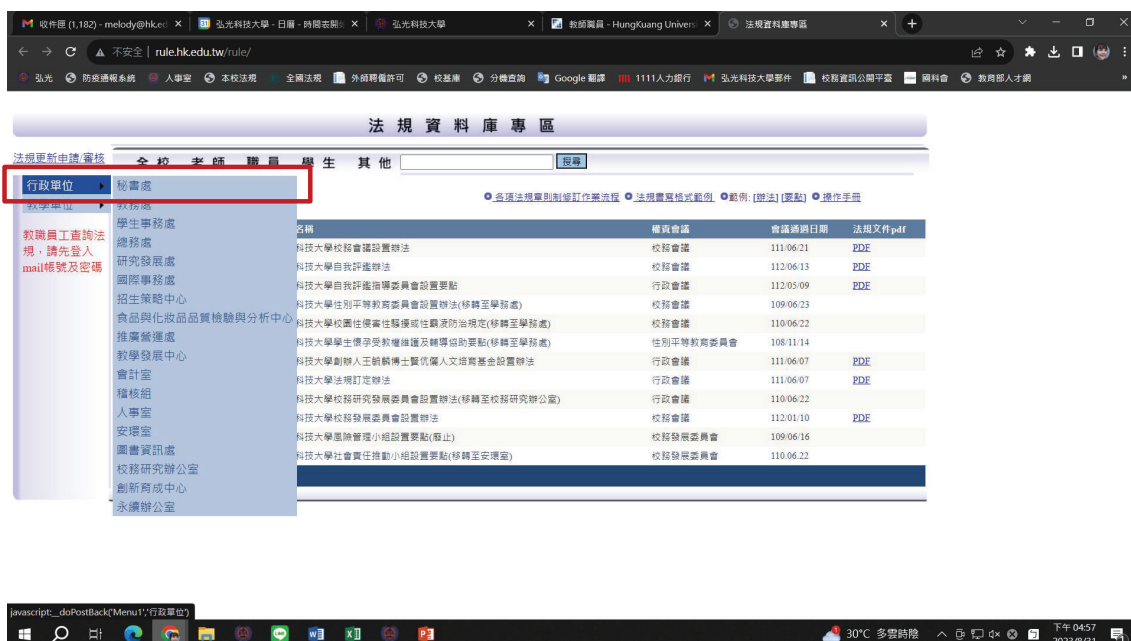 收件匣 (1,182) - melody@hk.ed
弘光科技大學 - 日曆 - 時間表開
弘光科技大學
教師職員 - HungKuang Univers
法規資料庫專區
不安全 | rule.hk.edu.tw/rule/
弘光 防疫通報系統 人事室 本校法規 全國法規 外師聘僱許可 校基庫 分機查詢 Google 翻譯 1111人力銀行 弘光科技大學郵件 校務資訊公開平臺 國科會 教育部人才網 »
法規資料庫專區
法規更新申請/審核
全校 老師 職員 學生 其他 搜尋
行政單位
教學單位
教職員工查詢法
規，請先登入
mail帳號及密碼
秘書處
教務處
學生事務處
總務處
研究發展處
國際事務處
招生策略中心
食品與化妝品品質檢驗與分析中心
推廣營運處
教學發展中心
會計室
稽核組
人事室
安環室
圖書資訊處
校務研究辦公室
創新育成中心
永續辦公室
各項法規章則制修訂作業流程 法規書寫格式範例 範例: [辦法] [要點] 操作手冊
名稱 權責會議 會議通過日期 法規文件pdf
科技大學校務會議設置辦法 校務會議 111/06/21 PDF
科技大學自我評鑑辦法 校務會議 112/06/13 PDF
科技大學自我評鑑指導委員會設置要點 行政會議 112/05/09 PDF
科技大學性別平等教育委員會設置辦法(移轉至學務處) 校務會議 109/06/23
科技大學校園性侵害性騷擾或性霸凌防治規定(移轉至學務處) 校務會議 110/06/22
科技大學學生懷孕受教權維護及輔導協助要點(移轉至學務處) 性別平等教育委員會 108/11/14
科技大學創辦人王毓麟博士賢伉儷人文培育基金設置辦法 行政會議 111/06/07 PDF
科技大學法規訂定辦法 行政會議 111/06/07 PDF
科技大學校務研究發展委員會設置辦法(移轉至校務研究辦公室) 行政會議 110/06/22
科技大學校務發展委員會設置辦法 校務會議 112/01/10 PDF
科技大學風險管理小組設置要點(廢止) 校務發展委員會 109/06/16
科技大學社會責任推動小組設置要點(移轉至安環室) 校務發展委員會 110.06.22
javascript:__doPostBack('Menu1','行政單位')
30°C 多雲時陰
下午 04:57
2023/8/31